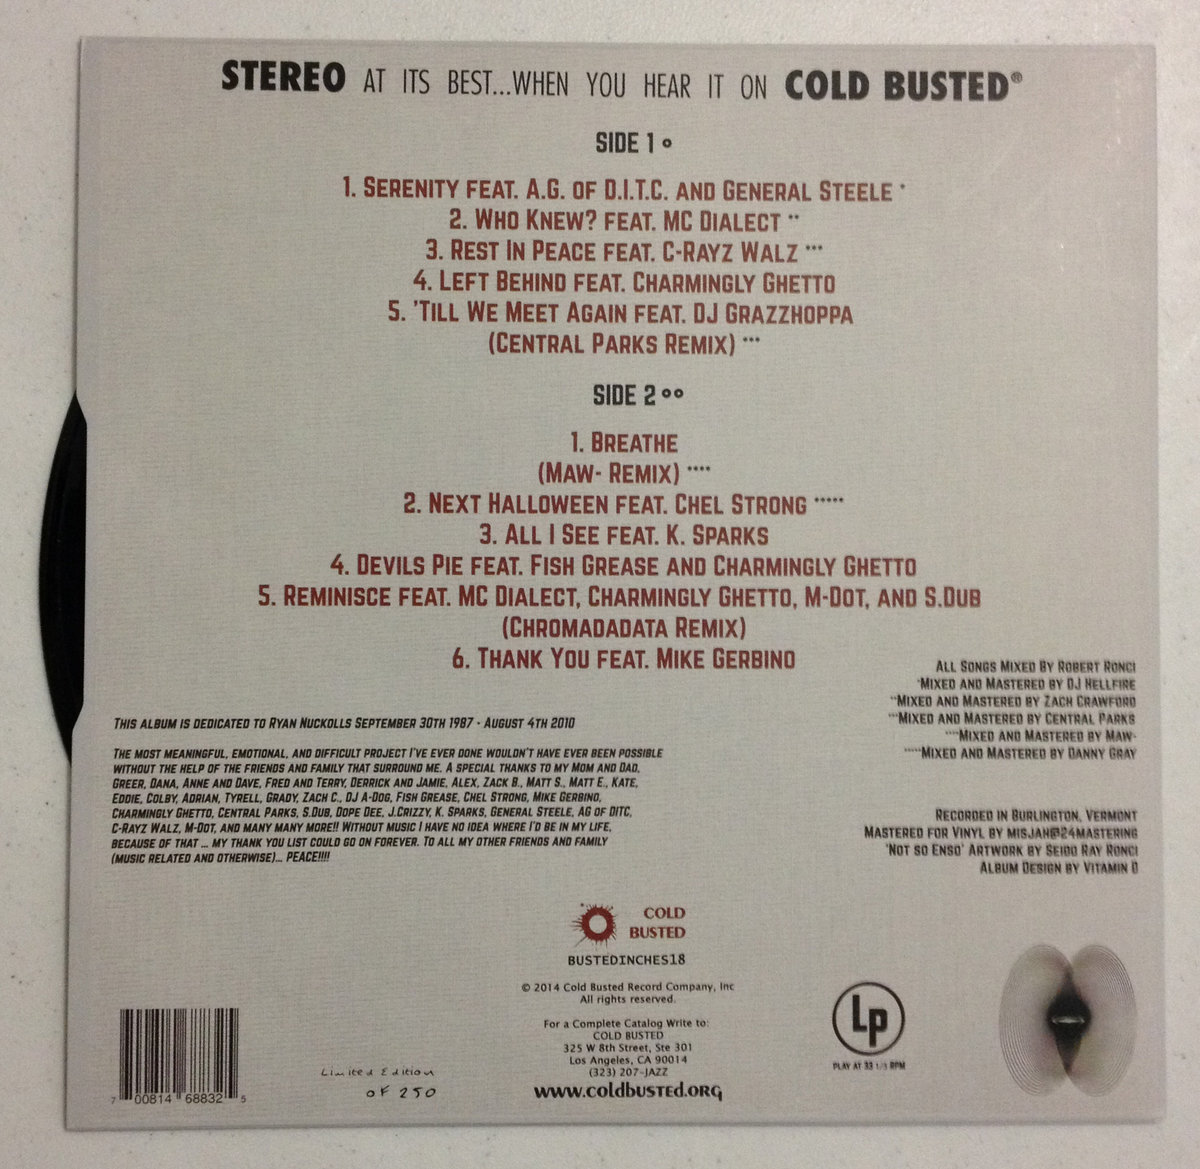 STEREO AT ITS BEST...WHEN YOU HEAR IT ON COLD BUSTED®
SIDE 1 °
1. SERENITY FEAT. A.G. OF D.I.T.C. AND GENERAL STEELE *
2. WHO KNEW? FEAT. MC DIALECT **
3. REST IN PEACE FEAT. C-RAYZ WALZ ***
4. LEFT BEHIND FEAT. CHARMINGLY GHETTO
5. 'TILL WE MEET AGAIN FEAT. DJ GRAZZHOPPA
(CENTRAL PARKS REMIX) ***
SIDE 2 °°
1. BREATHE
(MAW- REMIX) ****
2. NEXT HALLOWEEN FEAT. CHEL STRONG *****
3. ALL I SEE FEAT. K. SPARKS
4. DEVILS PIE FEAT. FISH GREASE AND CHARMINGLY GHETTO
5. REMINISCE FEAT. MC DIALECT, CHARMINGLY GHETTO, M-DOT, AND S.DUB
(CHROMADADATA REMIX)
6. THANK YOU FEAT. MIKE GERBINO
ALL SONGS MIXED BY ROBERT RONCI
*MIXED AND MASTERED BY DJ HELLFIRE
**MIXED AND MASTERED BY ZACH CRAWFORD
***MIXED AND MASTERED BY CENTRAL PARKS
****MIXED AND MASTERED BY MAW-
*****MIXED AND MASTERED BY DANNY GRAY
THIS ALBUM IS DEDICATED TO RYAN NUCKOLLS SEPTEMBER 30TH 1987 - AUGUST 4TH 2010
THE MOST MEANINGFUL, EMOTIONAL, AND DIFFICULT PROJECT I'VE EVER DONE WOULDN'T HAVE EVER BEEN POSSIBLE
WITHOUT THE HELP OF THE FRIENDS AND FAMILY THAT SURROUND ME. A SPECIAL THANKS TO MY MOM AND DAD,
GREER, DANA, ANNE AND DAVE, FRED AND TERRY, DERRICK AND JAMIE, ALEX, ZACK B., MATT S., MATT E., KATE,
EDDIE, COLBY, ADRIAN, TYRELL, GRADY, ZACH C., DJ A-DOG, FISH GREASE, CHEL STRONG, MIKE GERBINO,
CHARMINGLY GHETTO, CENTRAL PARKS, S.DUB, DOPE DEE, J.CRIZZY, K. SPARKS, GENERAL STEELE, AG OF DITC,
C-RAYZ WALZ, M-DOT, AND MANY MANY MORE!! WITHOUT MUSIC I HAVE NO IDEA WHERE I'D BE IN MY LIFE,
BECAUSE OF THAT ... MY THANK YOU LIST COULD GO ON FOREVER. TO ALL MY OTHER FRIENDS AND FAMILY
(MUSIC RELATED AND OTHERWISE)... PEACE!!!!
RECORDED IN BURLINGTON, VERMONT
MASTERED FOR VINYL BY MISJAH@24MASTERING
'NOT SO ENSO' ARTWORK BY SEIDO RAY RONCI
ALBUM DESIGN BY VITAMIN D
COLD
BUSTED
BUSTEDINCHES18
© 2014 Cold Busted Record Company, Inc
All rights reserved.
For a Complete Catalog Write to:
COLD BUSTED
325 W 8th Street, Ste 301
Los Angeles, CA 90014
(323) 207-JAZZ
WWW.COLDBUSTED.ORG
Lp
PLAY AT 33 1/3 RPM
Limited Edition
OF 250
7 00814 68832 5